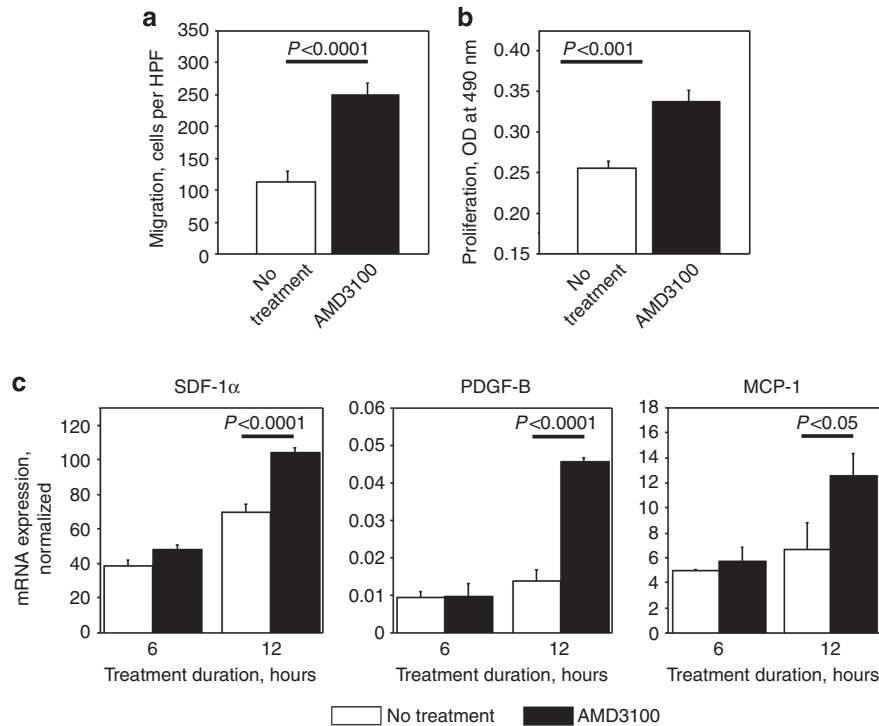 a
P<0.0001
Migration, cells per HPF
350
300
250
200
150
100
50
0
No treatment
AMD3100
b
P<0.001
Proliferation, OD at 490 nm
0.40
0.35
0.30
0.25
0.20
0.15
No treatment
AMD3100
c
mRNA expression, normalized
SDF-1α
P<0.0001
120
100
80
60
40
20
0
6
12
Treatment duration, hours
PDGF-B
P<0.0001
0.06
0.05
0.04
0.03
0.02
0.01
0
6
12
Treatment duration, hours
MCP-1
P<0.05
18
16
14
12
10
8
6
4
2
0
6
12
Treatment duration, hours
No treatment
AMD3100